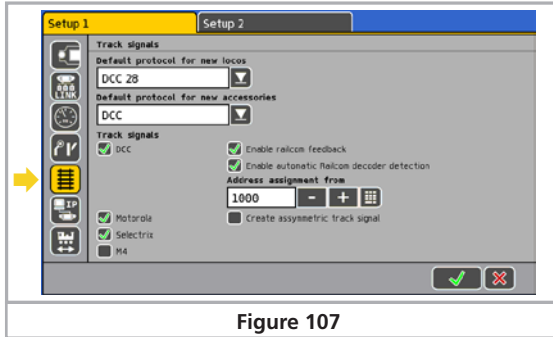 Setup 1
Setup 2
Track signals
Default protocol for new locos
DCC 28
Default protocol for new accessories
DCC
Track signals
DCC
Enable railcom feedback
Enable automatic Railcom decoder detection
Address assignment from
1000 - +
Motorola
Create assymmetric track signal
Selectrix
M4
LINK
IP
Figure 107